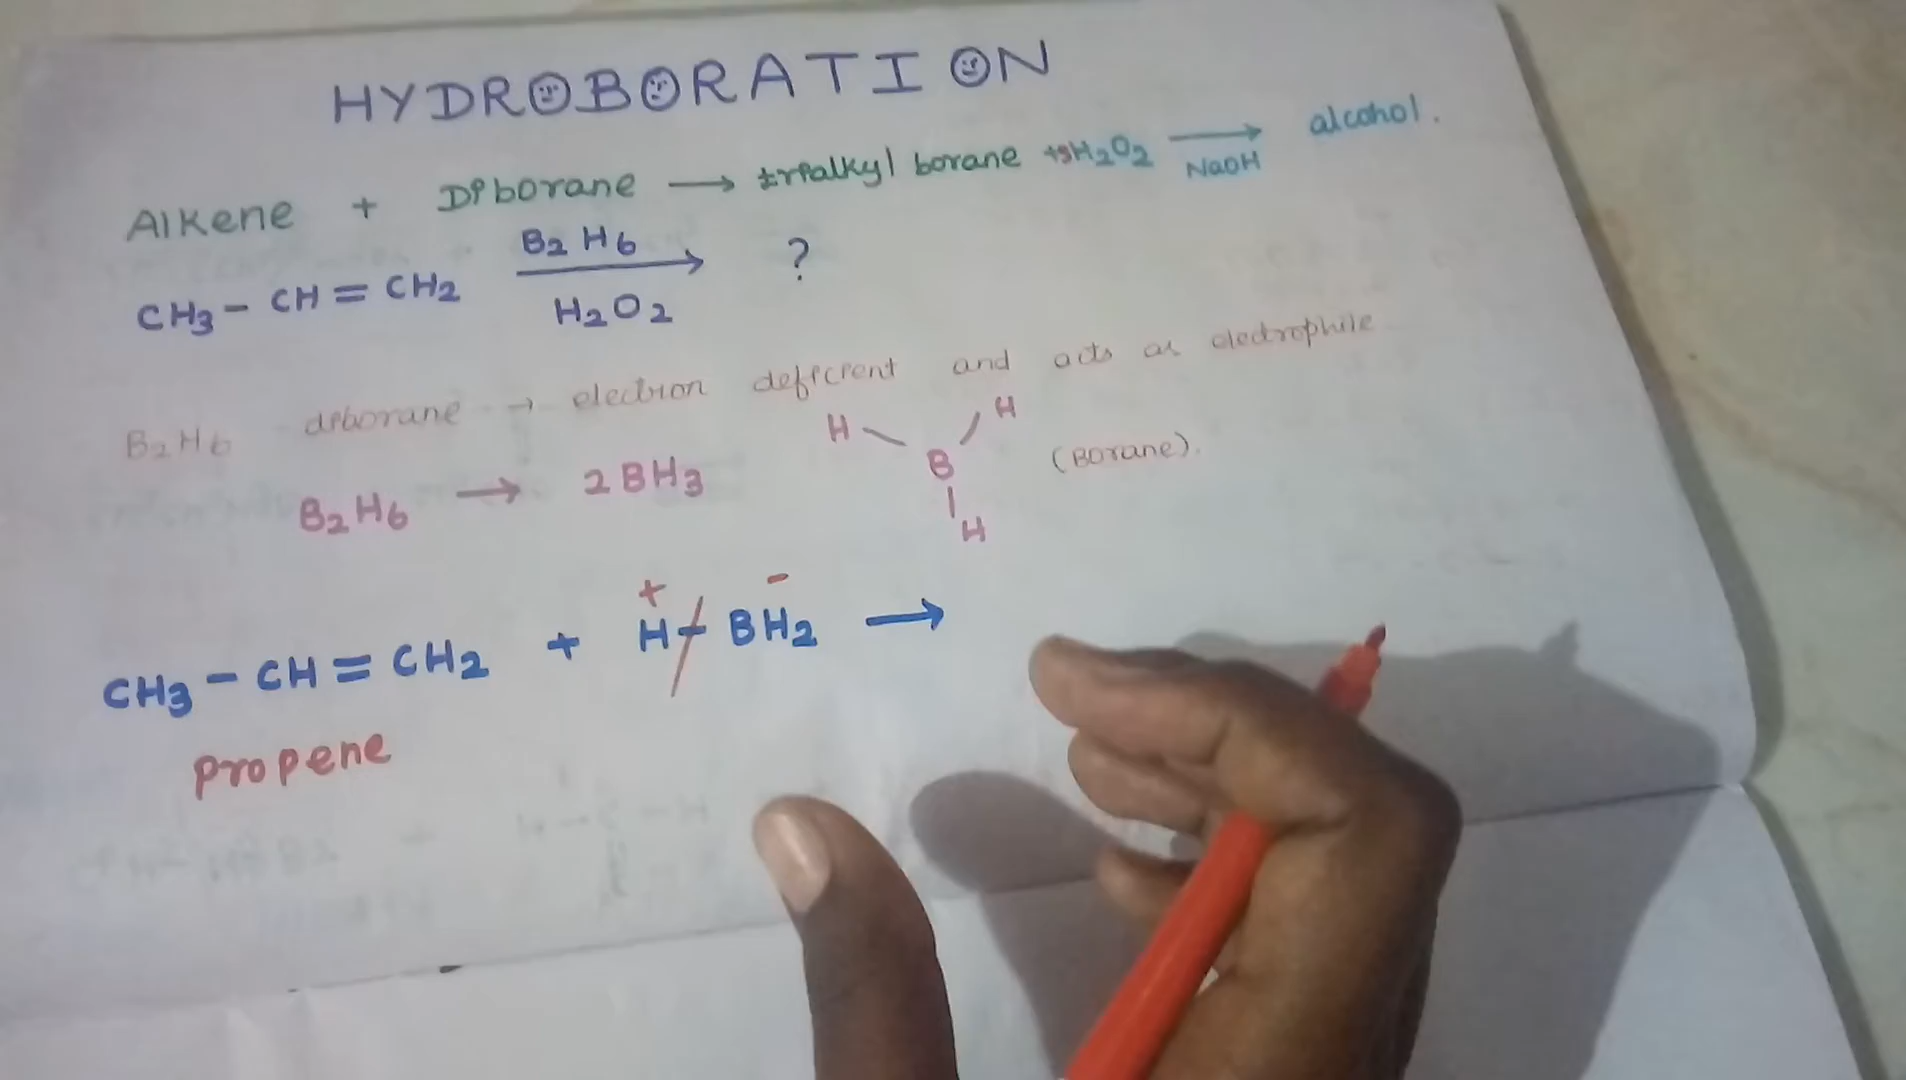 HYDROBORATION
Alkene + Diborane → trialkyl borane + 3H₂O₂ →NaOH alcohol.
CH₃ - CH = CH₂ B₂H₆ → ?
H₂O₂
B₂H₆ diborane → electron deficient and acts as electrophile
B₂H₆ → 2BH₃ H B H (Borane).
H
+ -
CH₃ - CH = CH₂ + H - BH₂ →
propene